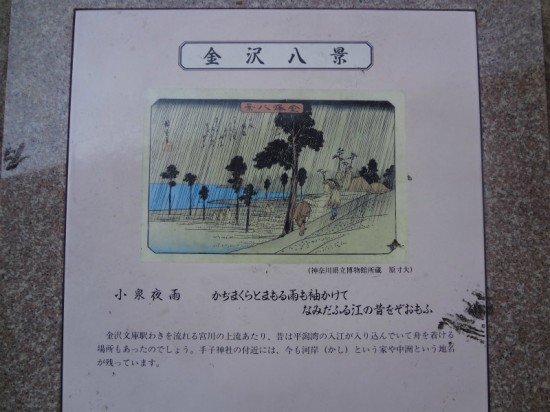 金沢八景
金澤八景
(神奈川県立博物館所蔵 原寸大)
小泉夜雨
かぢまくらとまもる雨も袖かけて
なみだふる江の昔をぞおもふ
金沢文庫駅わきを流れる宮川の上流あたり、昔は平潟湾の入江が入り込んでいて舟を着ける
場所もあったのでしょう。手子神社の付近には、今も河岸(かし)という家や中洲という地名
が残っています。